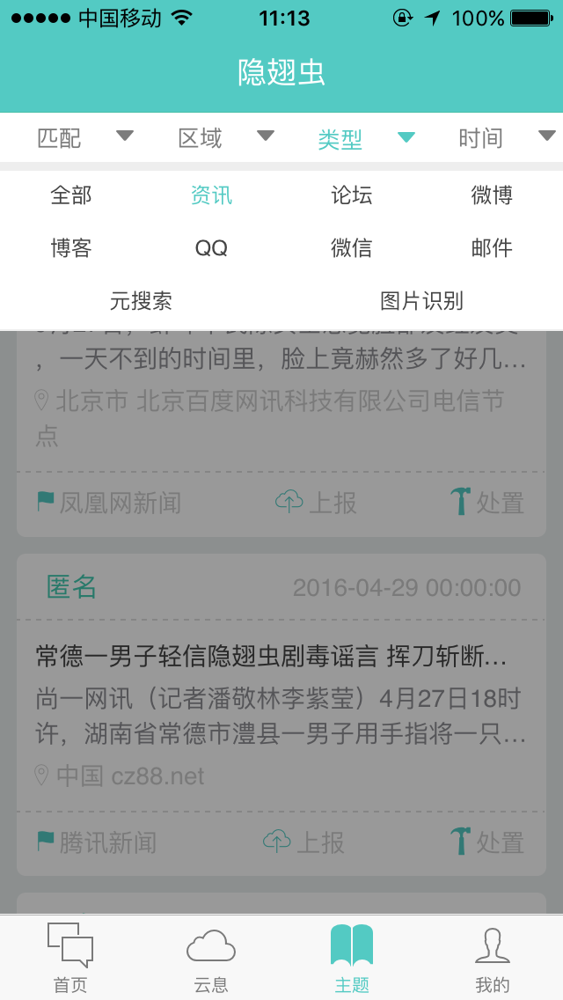 中国移动 11:13 100%
隐翅虫
匹配 区域 类型 时间
全部 资讯 论坛 微博
博客 QQ 微信 邮件
元搜索 图片识别
，一天不到的时间里，脸上竟赫然多了好几…
北京市 北京百度网讯科技有限公司电信节
点
凤凰网新闻 上报 处置
匿名 2016-04-29 00:00:00
常德一男子轻信隐翅虫剧毒谣言 挥刀斩断…
尚一网讯（记者潘敬林李紫莹）4月27日18时
许，湖南省常德市澧县一男子用手指将一只…
中国 cz88.net
腾讯新闻 上报 处置
首页 云息 主题 我的